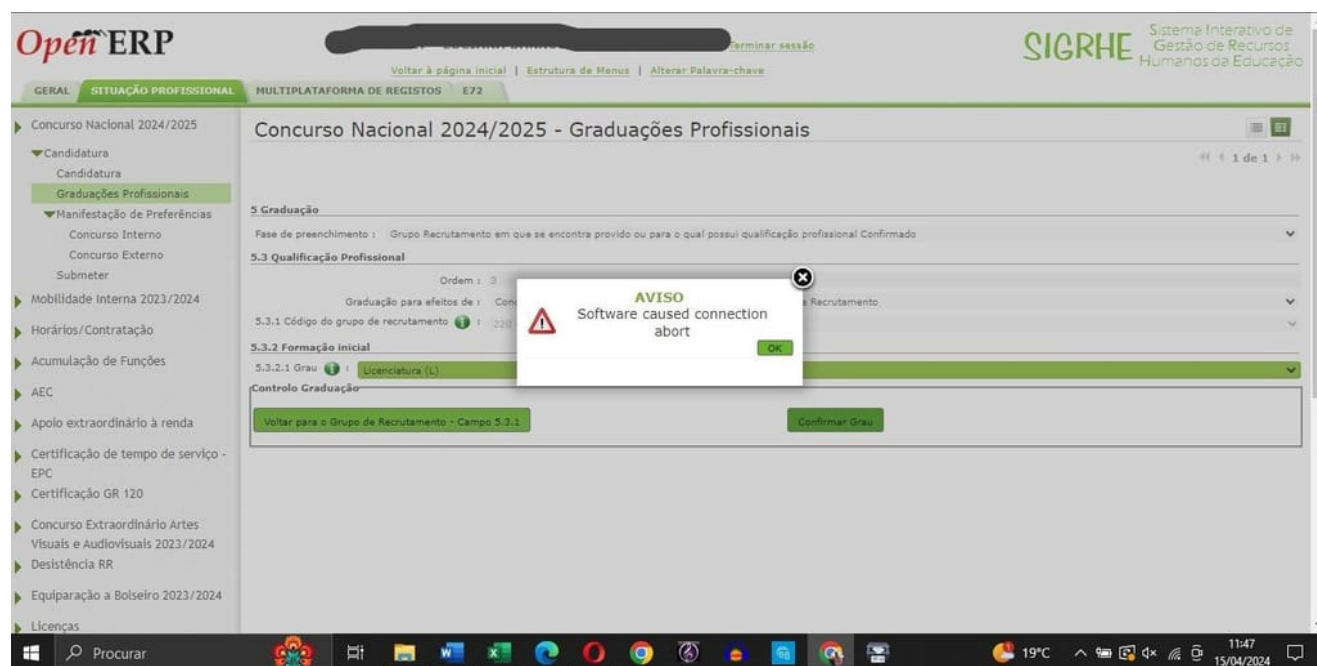 Open ERP
Terminar sessão
Voltar à página inicial | Estrutura de Menus | Alterar Palavra-chave
SIGRHE
Sistema Interativo de
Gestão de Recursos
Humanos da Educação
GERAL
SITUAÇÃO PROFISSIONAL
MULTIPLATAFORMA DE REGISTOS
E72
Concurso Nacional 2024/2025
Candidatura
Candidatura
Graduações Profissionais
Manifestação de Preferências
Concurso Interno
Concurso Externo
Submeter
Mobilidade Interna 2023/2024
Horários/Contratação
Acumulação de Funções
AEC
Apoio extraordinário à renda
Certificação de tempo de serviço -
EPC
Certificação GR 120
Concurso Extraordinário Artes
Visuais e Audiovisuais 2023/2024
Desistência RR
Equiparação a Bolseiro 2023/2024
Licenças
Concurso Nacional 2024/2025 - Graduações Profissionais
1 de 1
5 Graduação
Fase de preenchimento : Grupo Recrutamento em que se encontra provido ou para o qual possui qualificação profissional Confirmado
5.3 Qualificação Profissional
Ordem : 3
Graduação para efeitos de : Recrutamento
5.3.1 Código do grupo de recrutamento : 220
5.3.2 Formação inicial
5.3.2.1 Grau : Licenciatura (L)
Controlo Graduação
Voltar para o Grupo de Recrutamento - Campo 5.3.1
Confirmar Grau
AVISO
Software caused connection
abort
OK
Procurar
19°C
11:47
15/04/2024